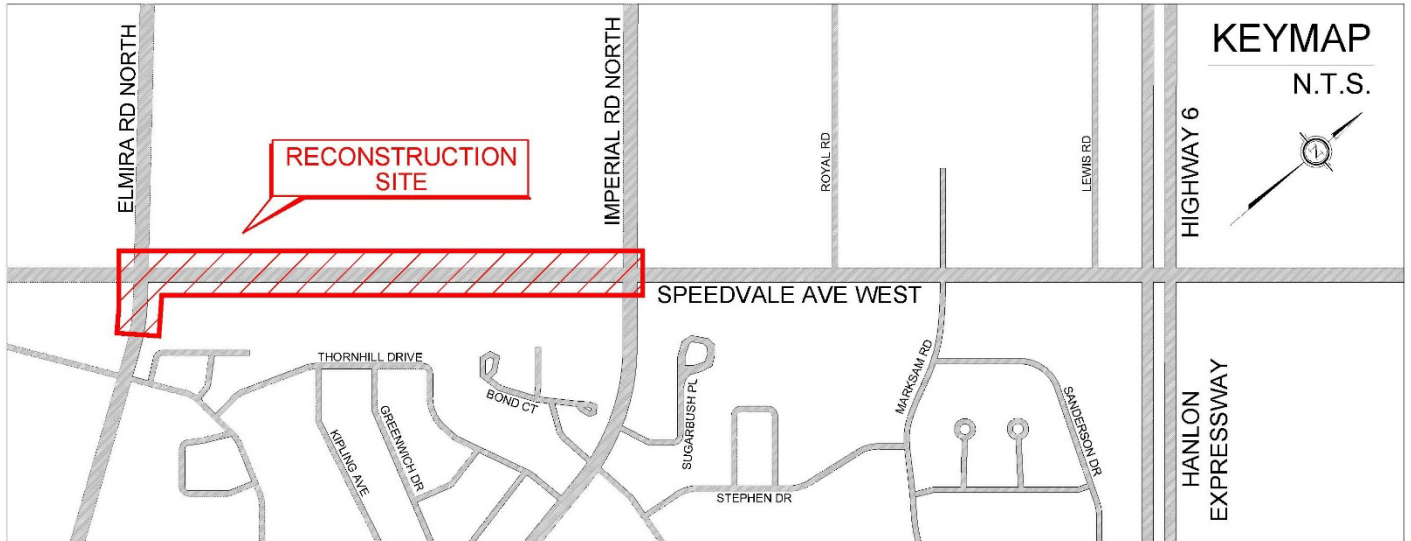 KEYMAP
N.T.S.
ELMIRA RD NORTH
RECONSTRUCTION
SITE
IMPERIAL RD NORTH
ROYAL RD
LEWIS RD
HIGHWAY 6
SPEEDVALE AVE WEST
THORNHILL DRIVE
BOND CT
KIPLING AVE
GREENWICH DR
SUGARBUSH PL
STEPHEN DR
MARKSAM RD
SANDERSON DR
HANLON
EXPRESSWAY